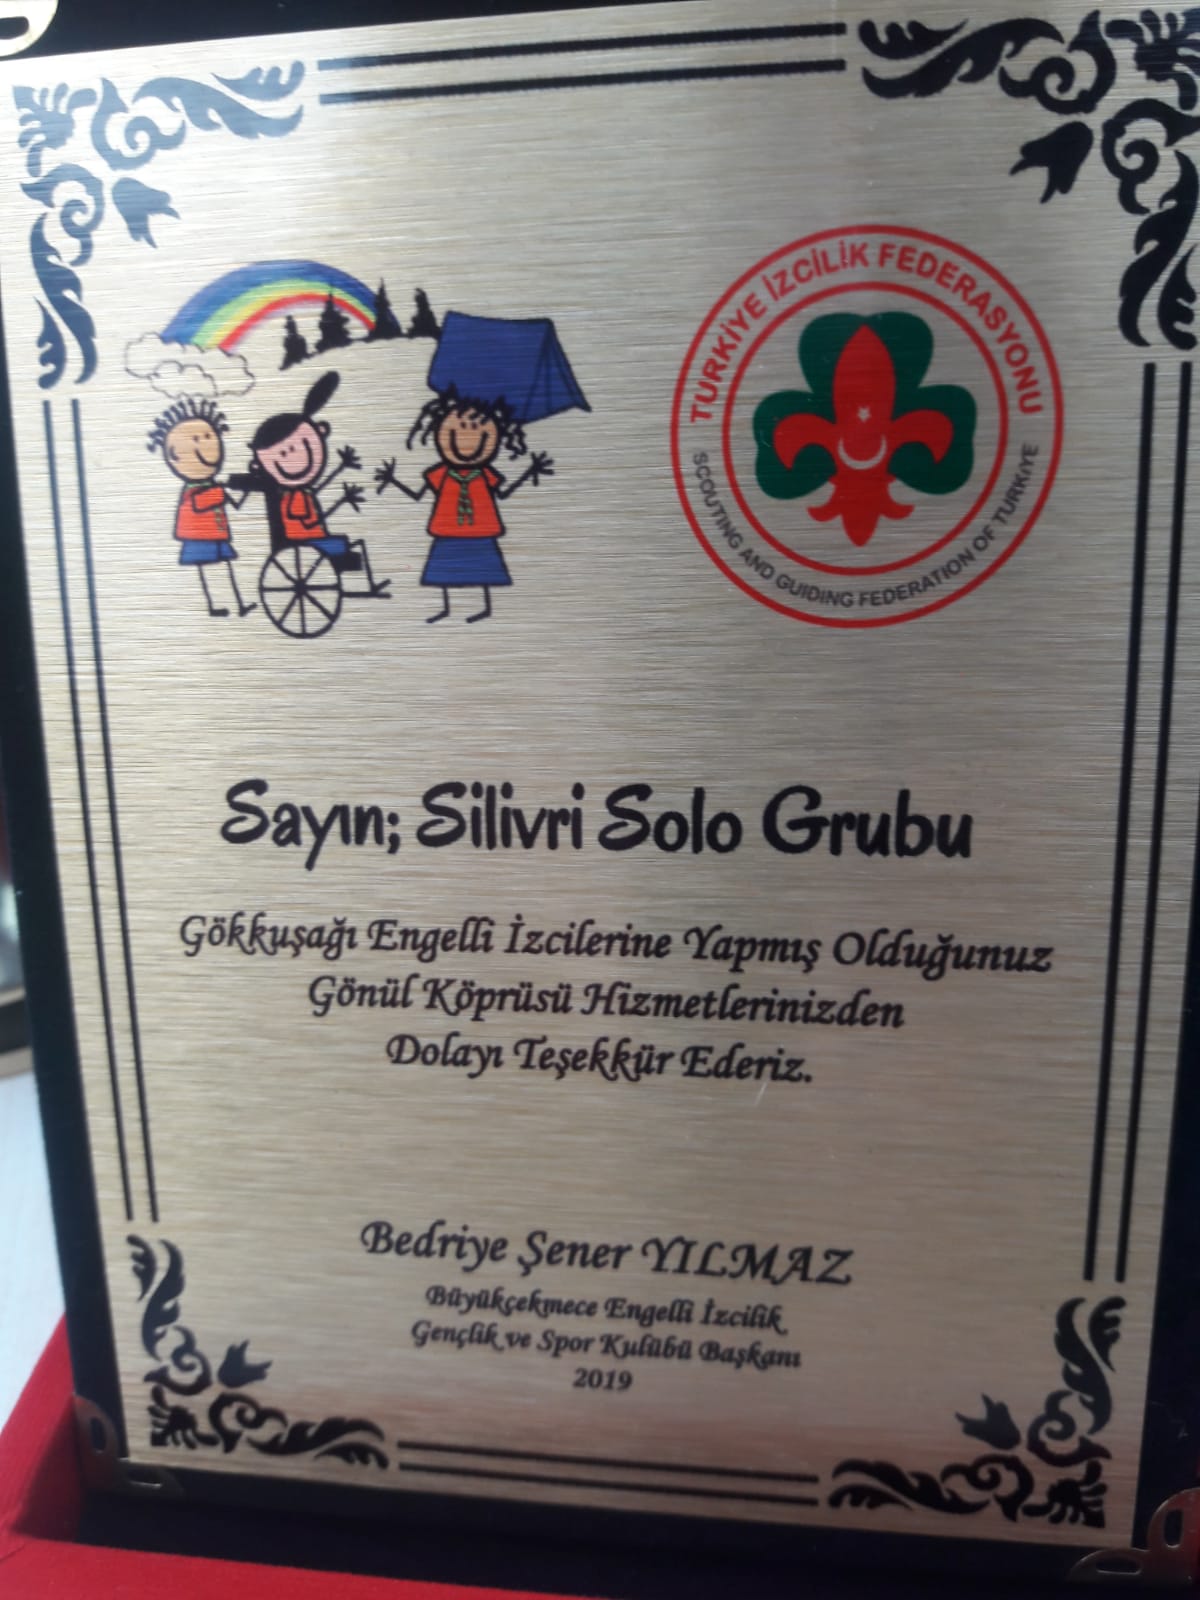 TÜRKİYE İZCİLİK FEDERASYONU
SCOUTING AND GUIDING FEDERATION OF TURKİYE
Sayın; Silivri Solo Grubu
Gökkuşağı Engelli İzcilerine Yapmış Olduğunuz
Gönül Köprüsü Hizmetlerinizden
Dolayı Teşekkür Ederiz.
Bedriye Şener YILMAZ
Büyükçekmece Engelli İzcilik
Gençlik ve Spor Kulübü Başkanı
2019